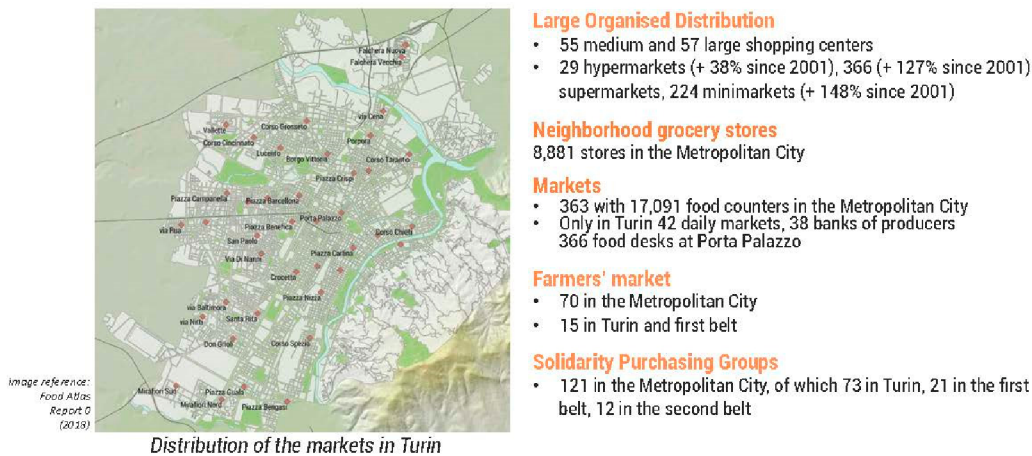 Falchera Nuova
Falchera Vecchia
via Cena
Vallette
Corso Grosseto
Corso Cincinnato
Porpora
Lucento
Borgo Vittoria
Corso Taranto
Piazza Crispi
Piazza Campanella
Piazza Barcellona
Porta Palazzo
via Pisa
Piazza Benefica
Corso Chieti
San Paolo
Via Di Nanni
Piazza Carlina
Crocetta
Piazza Nizza
via Baltimora
via Nitti
Santa Rita
Don Grioli
Corso Spezia
Mirafiori Sud
Piazza Guala
Mirafiori Nord
Piazza Bengasi
Image reference:
Food Atlas
Report 0
(2018)
Distribution of the markets in Turin
Large Organised Distribution
• 55 medium and 57 large shopping centers
• 29 hypermarkets (+ 38% since 2001), 366 (+ 127% since 2001)
supermarkets, 224 minimarkets (+ 148% since 2001)
Neighborhood grocery stores
8,881 stores in the Metropolitan City
Markets
• 363 with 17,091 food counters in the Metropolitan City
• Only in Turin 42 daily markets, 38 banks of producers
366 food desks at Porta Palazzo
Farmers' market
• 70 in the Metropolitan City
• 15 in Turin and first belt
Solidarity Purchasing Groups
• 121 in the Metropolitan City, of which 73 in Turin, 21 in the first
belt, 12 in the second belt